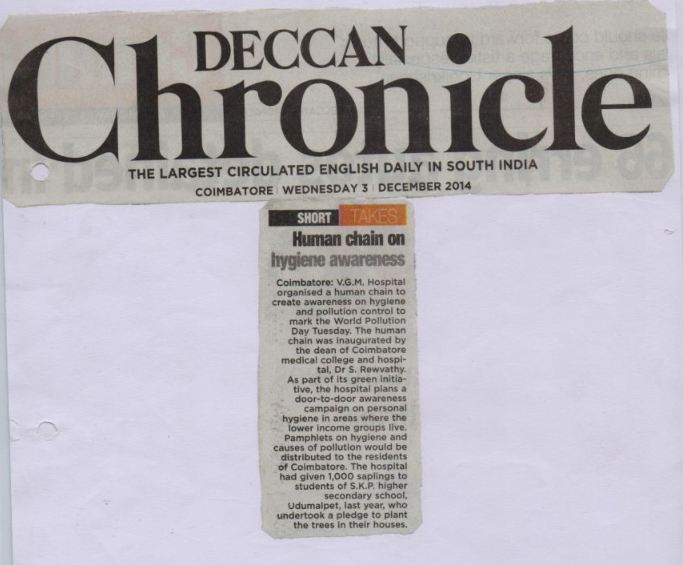 DECCAN
Chronicle
THE LARGEST CIRCULATED ENGLISH DAILY IN SOUTH INDIA
COIMBATORE | WEDNESDAY 3 | DECEMBER 2014
SHORT TAKES
Human chain on
hygiene awareness
Coimbatore: V.G.M. Hospital
organised a human chain to
create awareness on hygiene
and pollution control to
mark the World Pollution
Day Tuesday. The human
chain was inaugurated by
the dean of Coimbatore
medical college and hospi-
tal, Dr S. Rewvathy.
As part of its green initia-
tive, the hospital plans a
door-to-door awareness
campaign on personal
hygiene in areas where the
lower income groups live.
Pamphlets on hygiene and
causes of pollution would be
distributed to the residents
of Coimbatore. The hospital
had given 1,000 saplings to
students of S.K.P. higher
secondary school,
Udumalpet, last year, who
undertook a pledge to plant
the trees in their houses.